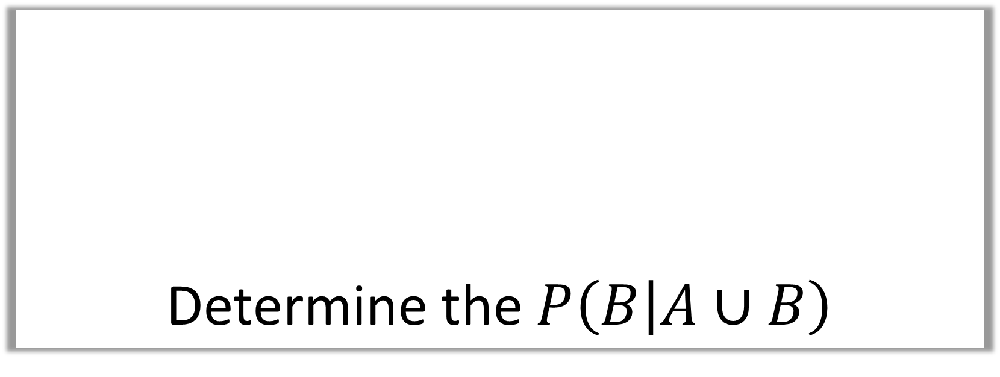 Determine the P(B|A ∪ B)